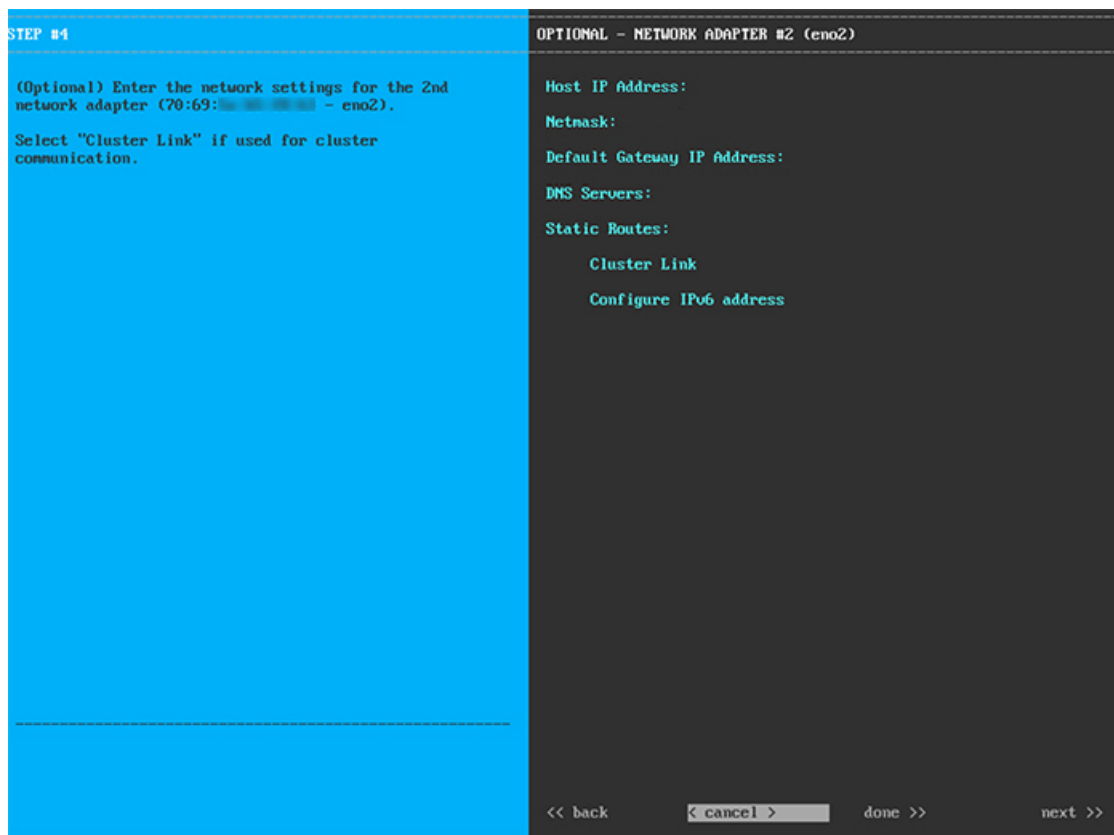 STEP #4
(Optional) Enter the network settings for the 2nd
network adapter (70:69: - eno2).
Select "Cluster Link" if used for cluster
communication.
OPTIONAL - NETWORK ADAPTER #2 (eno2)
Host IP Address:
Netmask:
Default Gateway IP Address:
DNS Servers:
Static Routes:
Cluster Link
Configure IPv6 address
<< back < cancel > done >> next >>